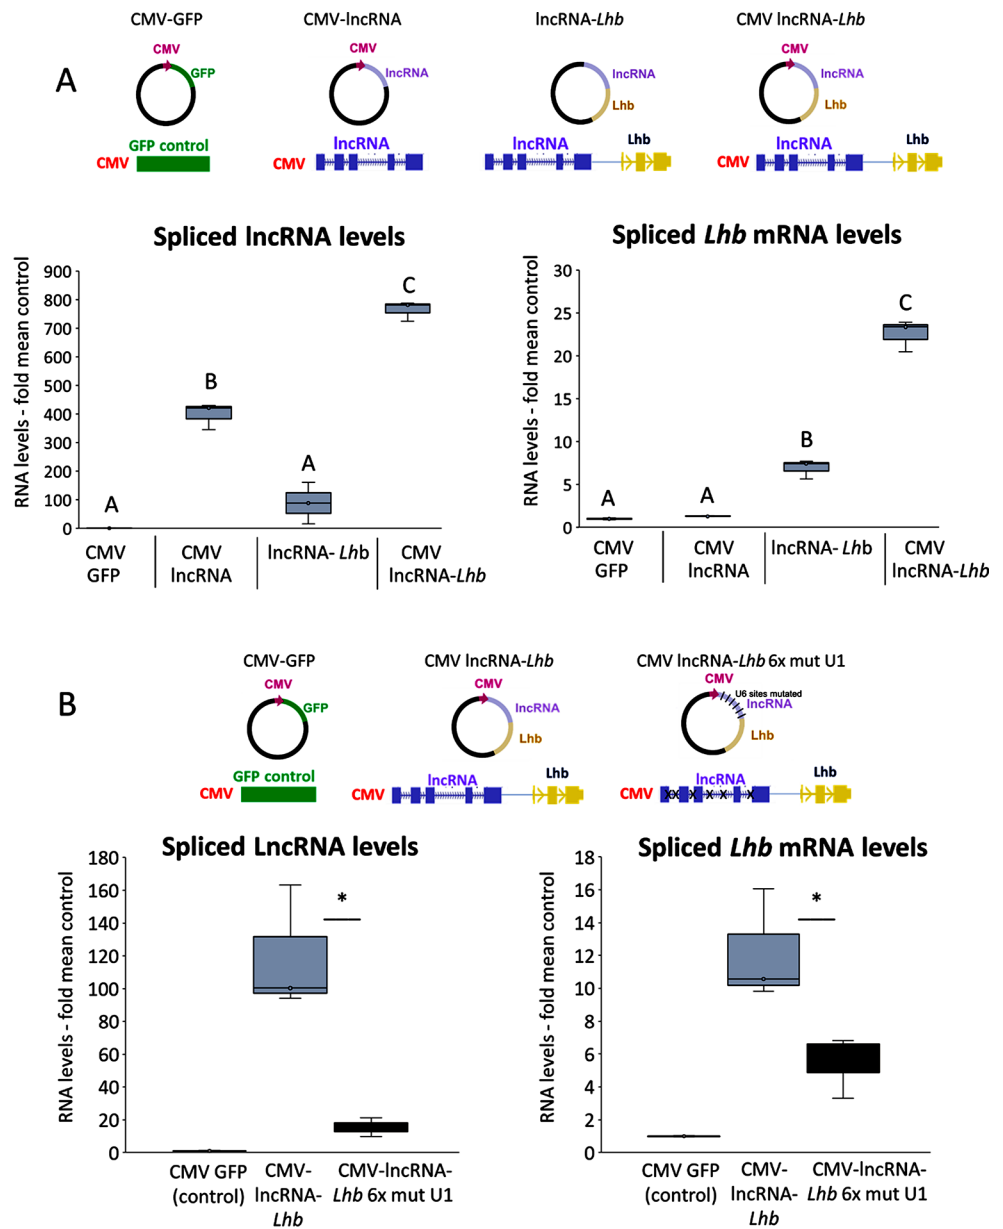 CMV-GFP
CMV-lncRNA
lncRNA-Lhb
CMV lncRNA-Lhb
A
CMV
GFP
CMV
lncRNA
lncRNA
Lhb
CMV
lncRNA
Lhb
GFP control
CMV
lncRNA
CMV
lncRNA
Lhb
lncRNA
Lhb
CMV
Spliced lncRNA levels
RNA levels - fold mean control
900
800
700
600
500
400
300
200
100
0
A
B
A
C
CMV GFP
CMV lncRNA
lncRNA- Lhb
CMV lncRNA-Lhb
Spliced Lhb mRNA levels
RNA levels - fold mean control
30
25
20
15
10
5
0
A
A
B
C
CMV GFP
CMV lncRNA
lncRNA- Lhb
CMV lncRNA-Lhb
B
CMV-GFP
CMV lncRNA-Lhb
CMV lncRNA-Lhb 6x mut U1
CMV
GFP
CMV
lncRNA
Lhb
CMV
U6 sites mutated
lncRNA
Lhb
GFP control
CMV
lncRNA
Lhb
CMV
lncRNA
Lhb
CMV
Spliced LncRNA levels
RNA levels - fold mean control
180
160
140
120
100
80
60
40
20
0
*
CMV GFP
(control)
CMV-
lncRNA-
Lhb
CMV-lncRNA-
Lhb 6x mut U1
Spliced Lhb mRNA levels
RNA levels - fold mean control
18
16
14
12
10
8
6
4
2
0
*
CMV GFP
(control)
CMV-
lncRNA-
Lhb
CMV-lncRNA-
Lhb 6x mut U1